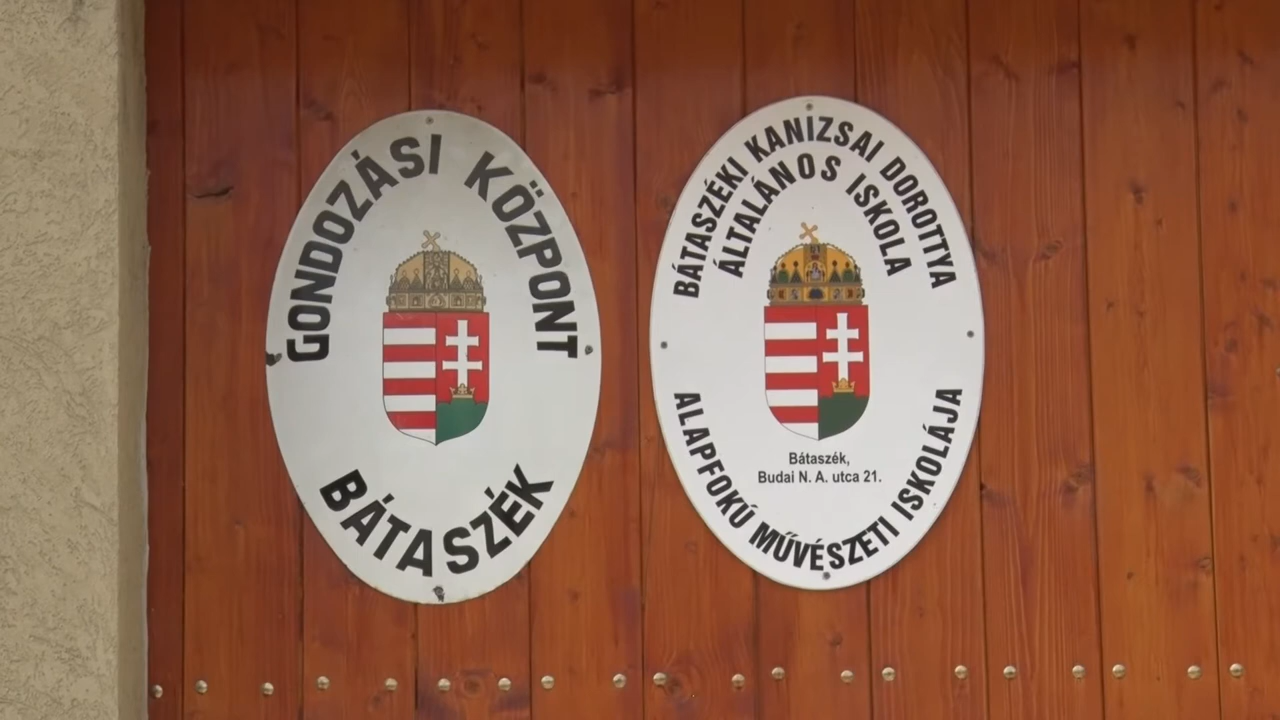 GONDOZÁSI KÖZPONT
BÁTASZÉK
BÁTASZÉKI KANIZSAI DOROTTYA
ÁLTALÁNOS ISKOLA
Bátaszék,
Budai N. A. utca 21.
ALAPFOKÚ MŰVÉSZETI ISKOLÁJA